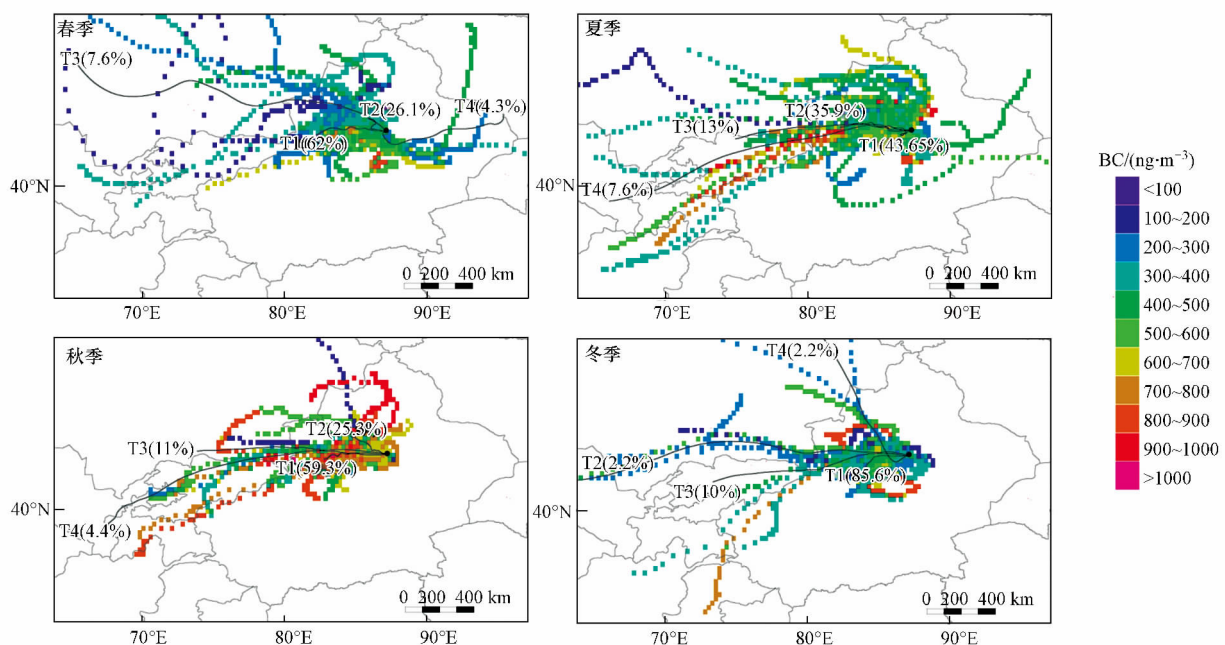 春季
T3(7.6%)
T2(26.1%)
T4(4.3%)
T1(62%)
40°N
0 200 400 km
70°E
80°E
90°E
夏季
T2(35.9%)
T3(13%)
T1(43.65%)
T4(7.6%)
0 200 400 km
70°E
80°E
90°E
秋季
T2(25.3%)
T3(11%)
T1(59.3%)
40°N
T4(4.4%)
0 200 400 km
70°E
80°E
90°E
冬季
T4(2.2%)
T2(2.2%)
T1(85.6%)
T3(10%)
40°N
0 200 400 km
70°E
80°E
90°E
BC/(ng·m⁻³)
<100
100~200
200~300
300~400
400~500
500~600
600~700
700~800
800~900
900~1000
>1000